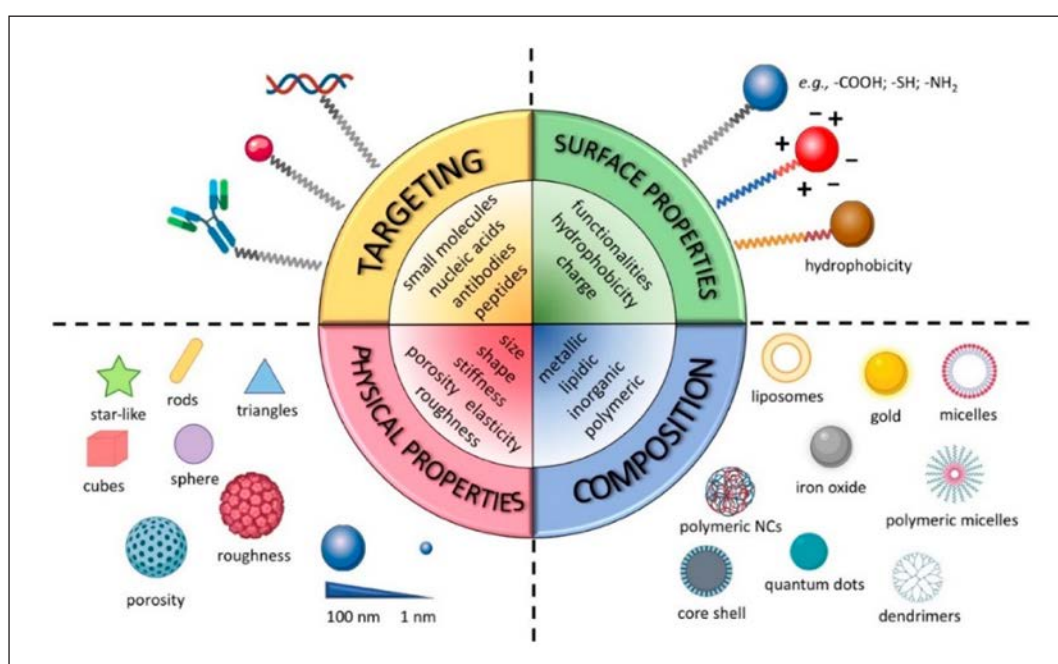 e.g., -COOH; -SH; -NH₂
− +
+ −
+ −
hydrophobicity
TARGETING
small molecules
nucleic acids
antibodies
peptides
SURFACE PROPERTIES
functionalities
hydrophobicity
charge
PHYSICAL PROPERTIES
size
shape
stiffness
porosity elasticity
roughness
COMPOSITION
metallic
lipidic
inorganic
polymeric
star-like
rods
triangles
cubes
sphere
roughness
porosity
100 nm 1 nm
liposomes
gold
micelles
iron oxide
polymeric NCs
polymeric micelles
core shell
quantum dots
dendrimers